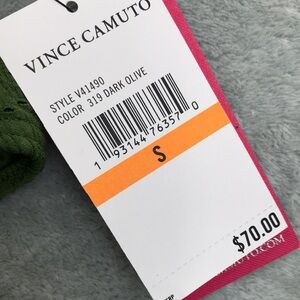 VINCE CAMUTO
STYLE V41490
COLOR 319 DARK OLIVE
1 93144 76357 0
S
$70.00